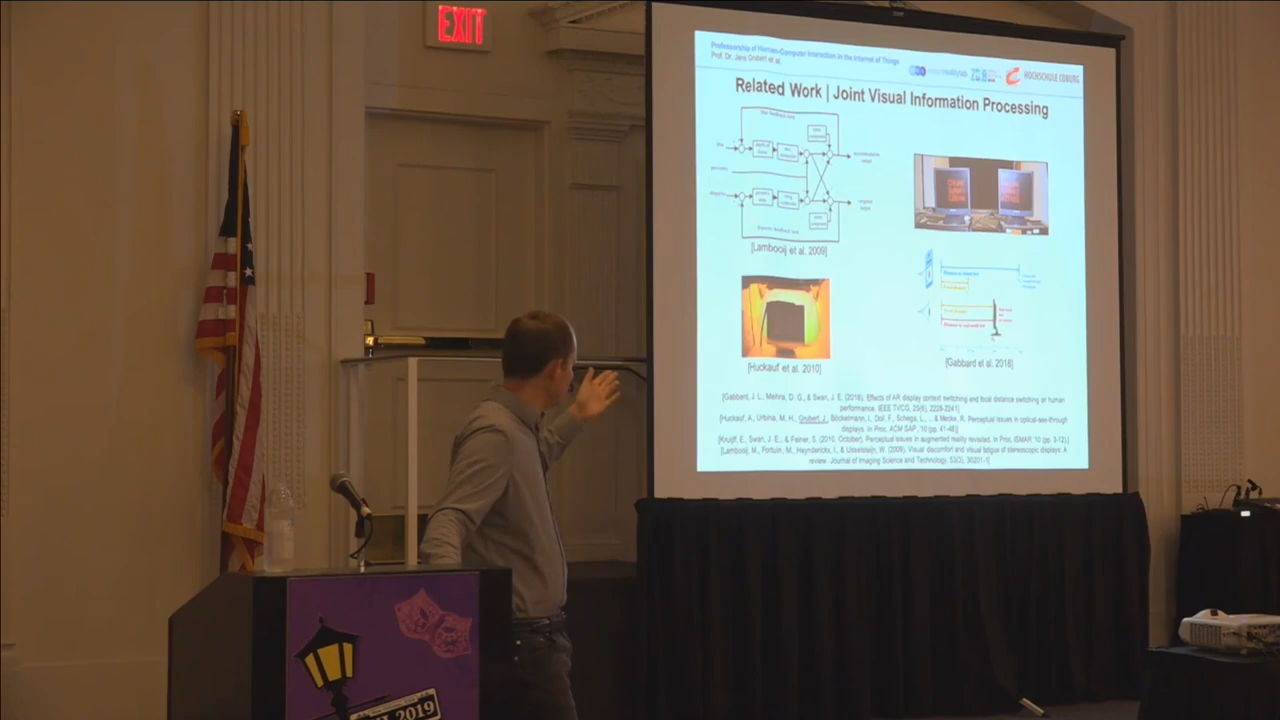 EXIT
Professorship of Human-Computer Interaction in the Internet of Things
Prof. Dr. Jens Grubert et al.
HOCHSCHULE COBURG
Related Work | Joint Visual Information Processing
[Lambooij et al. 2009]
[Huckauf et al. 2010]
[Gabbard et al. 2018]
[Gabbard, J. L., Mehra, D. G., & Swan, J. E. (2018). Effects of AR display context switching and focal distance switching on human
performance. IEEE TVCG, 25(6), 2228-2241]
[Huckauf, A., Urbina, M. H., Grubert, J., Böckelmann, I., Doil, F., Schega, L., .. & Mecke, R. Perceptual issues in optical-see-through
displays. In Proc. ACM SAP, '10 (pp. 41-48)]
[Kruijff, E., Swan, J. E., & Feiner, S. (2010, October). Perceptual issues in augmented reality revisited. In Proc. ISMAR '10 (pp. 3-12).]
[Lambooij, M., Fortuin, M., Heynderickx, I., & IJsselsteijn, W. (2009). Visual discomfort and visual fatigue of stereoscopic displays: A
review. Journal of Imaging Science and Technology, 53(3), 30201-1]
2019